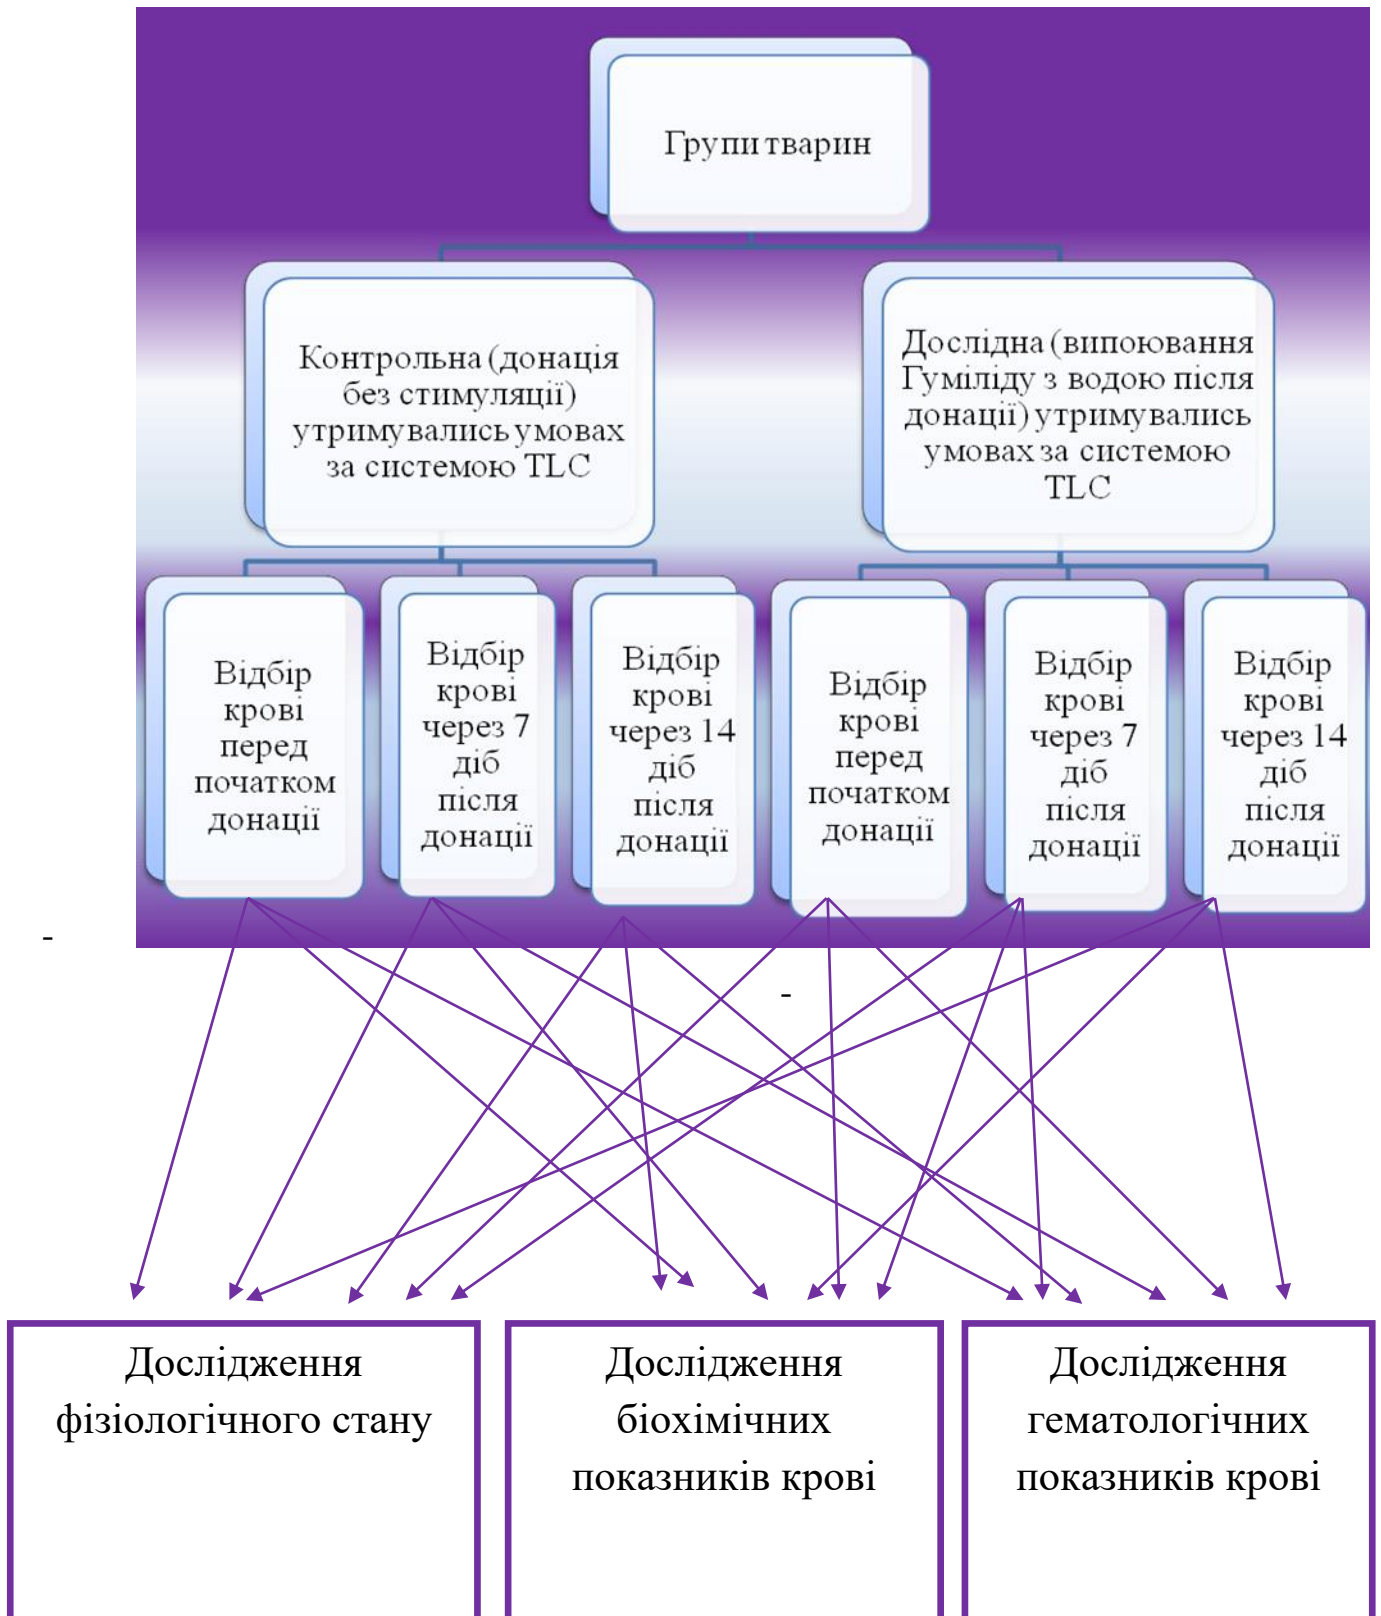 Групи тварин
Контрольна (донація
без стимуляції)
утримувались умовах
за системою TLC
Дослідна (випоювання
Гуміліду з водою після
донації) утримувались
умовах за системою
TLC
Відбір
крові
перед
початком
донації
Відбір
крові
через 7
діб
після
донації
Відбір
крові
через 14
діб
після
донації
Відбір
крові
перед
початком
донації
Відбір
крові
через 7
діб
після
донації
Відбір
крові
через 14
діб
після
донації
-
-
Дослідження
фізіологічного стану
Дослідження
біохімічних
показників крові
Дослідження
гематологічних
показників крові